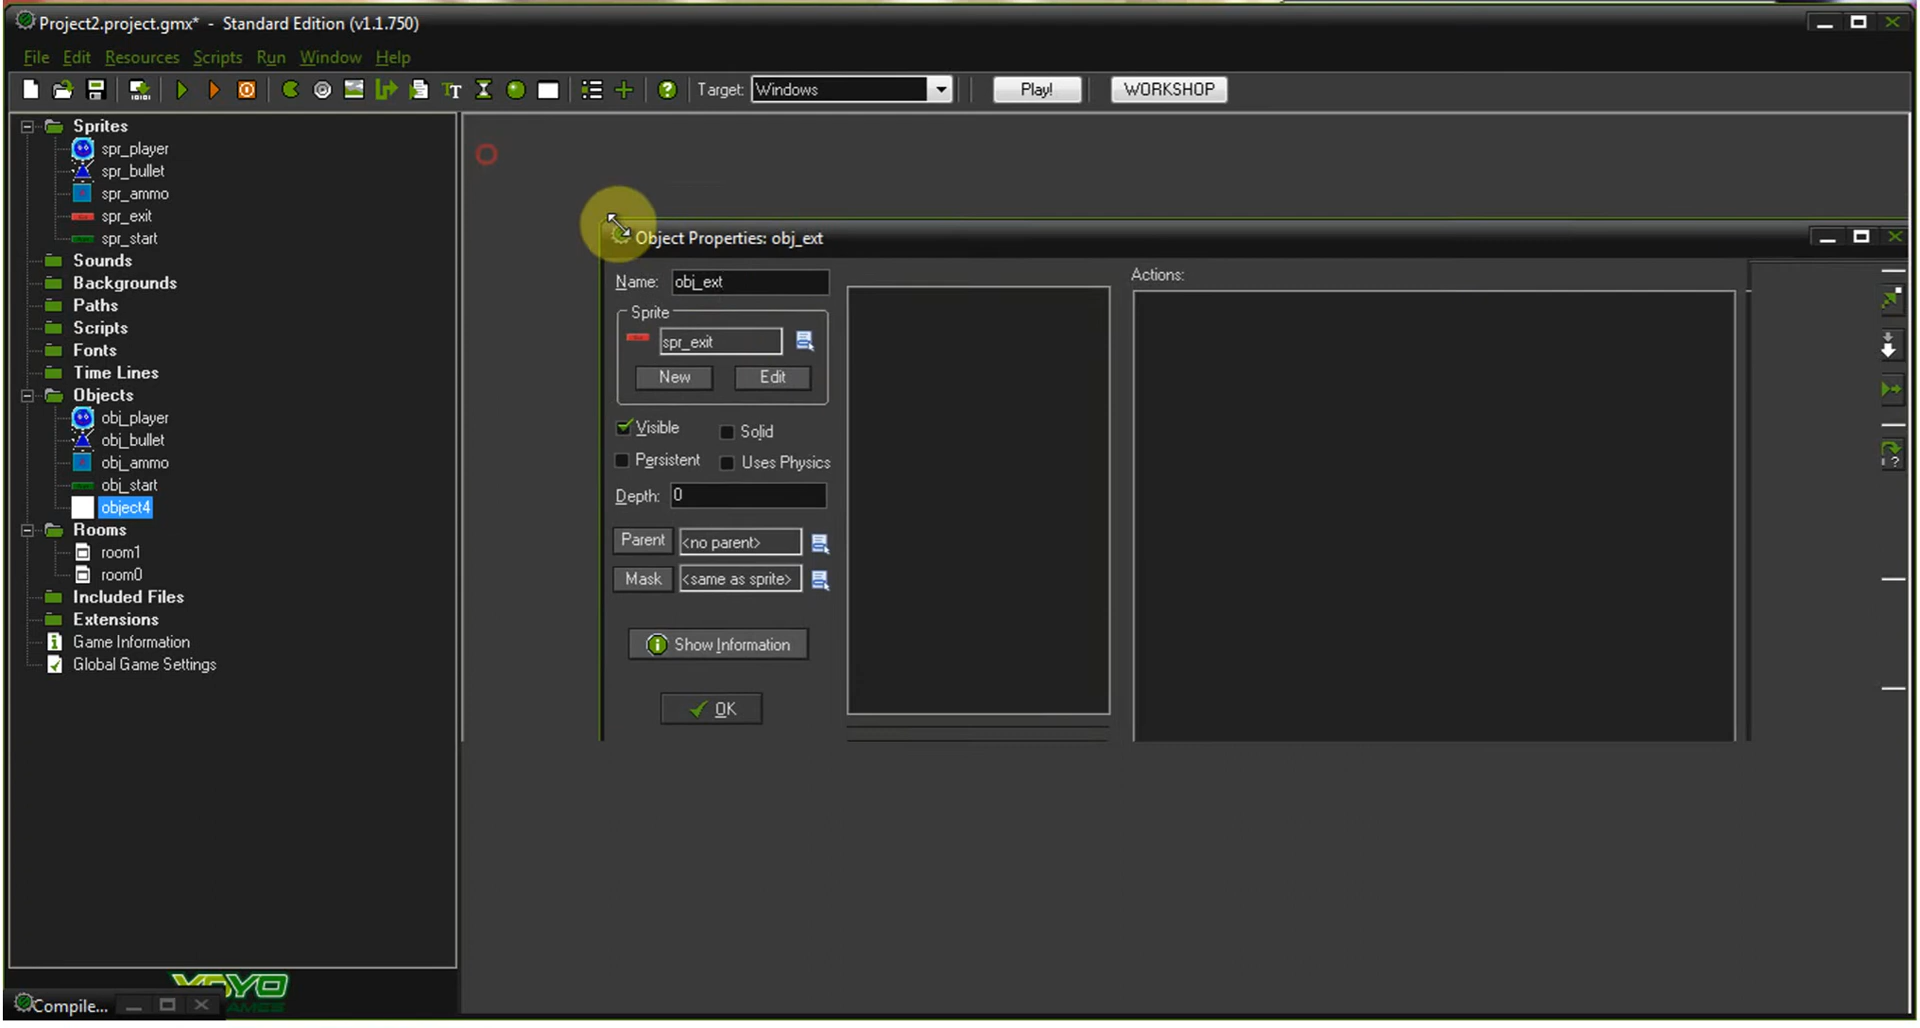 Project2.project.gmx* - Standard Edition (v1.1.750)
File Edit Resources Scripts Run Window Help
Target: Windows Play! WORKSHOP
Sprites
spr_player
spr_bullet
spr_ammo
spr_exit
spr_start
Sounds
Backgrounds
Paths
Scripts
Fonts
Time Lines
Objects
obj_player
obj_bullet
obj_ammo
obj_start
object4
Rooms
room1
room0
Included Files
Extensions
Game Information
Global Game Settings
YOYO
GAMES
Compile...
Object Properties: obj_ext
Name: obj_ext
Sprite
spr_exit
New Edit
Visible Solid
Persistent Uses Physics
Depth: 0
Parent <no parent>
Mask <same as sprite>
Show Information
OK
Actions: